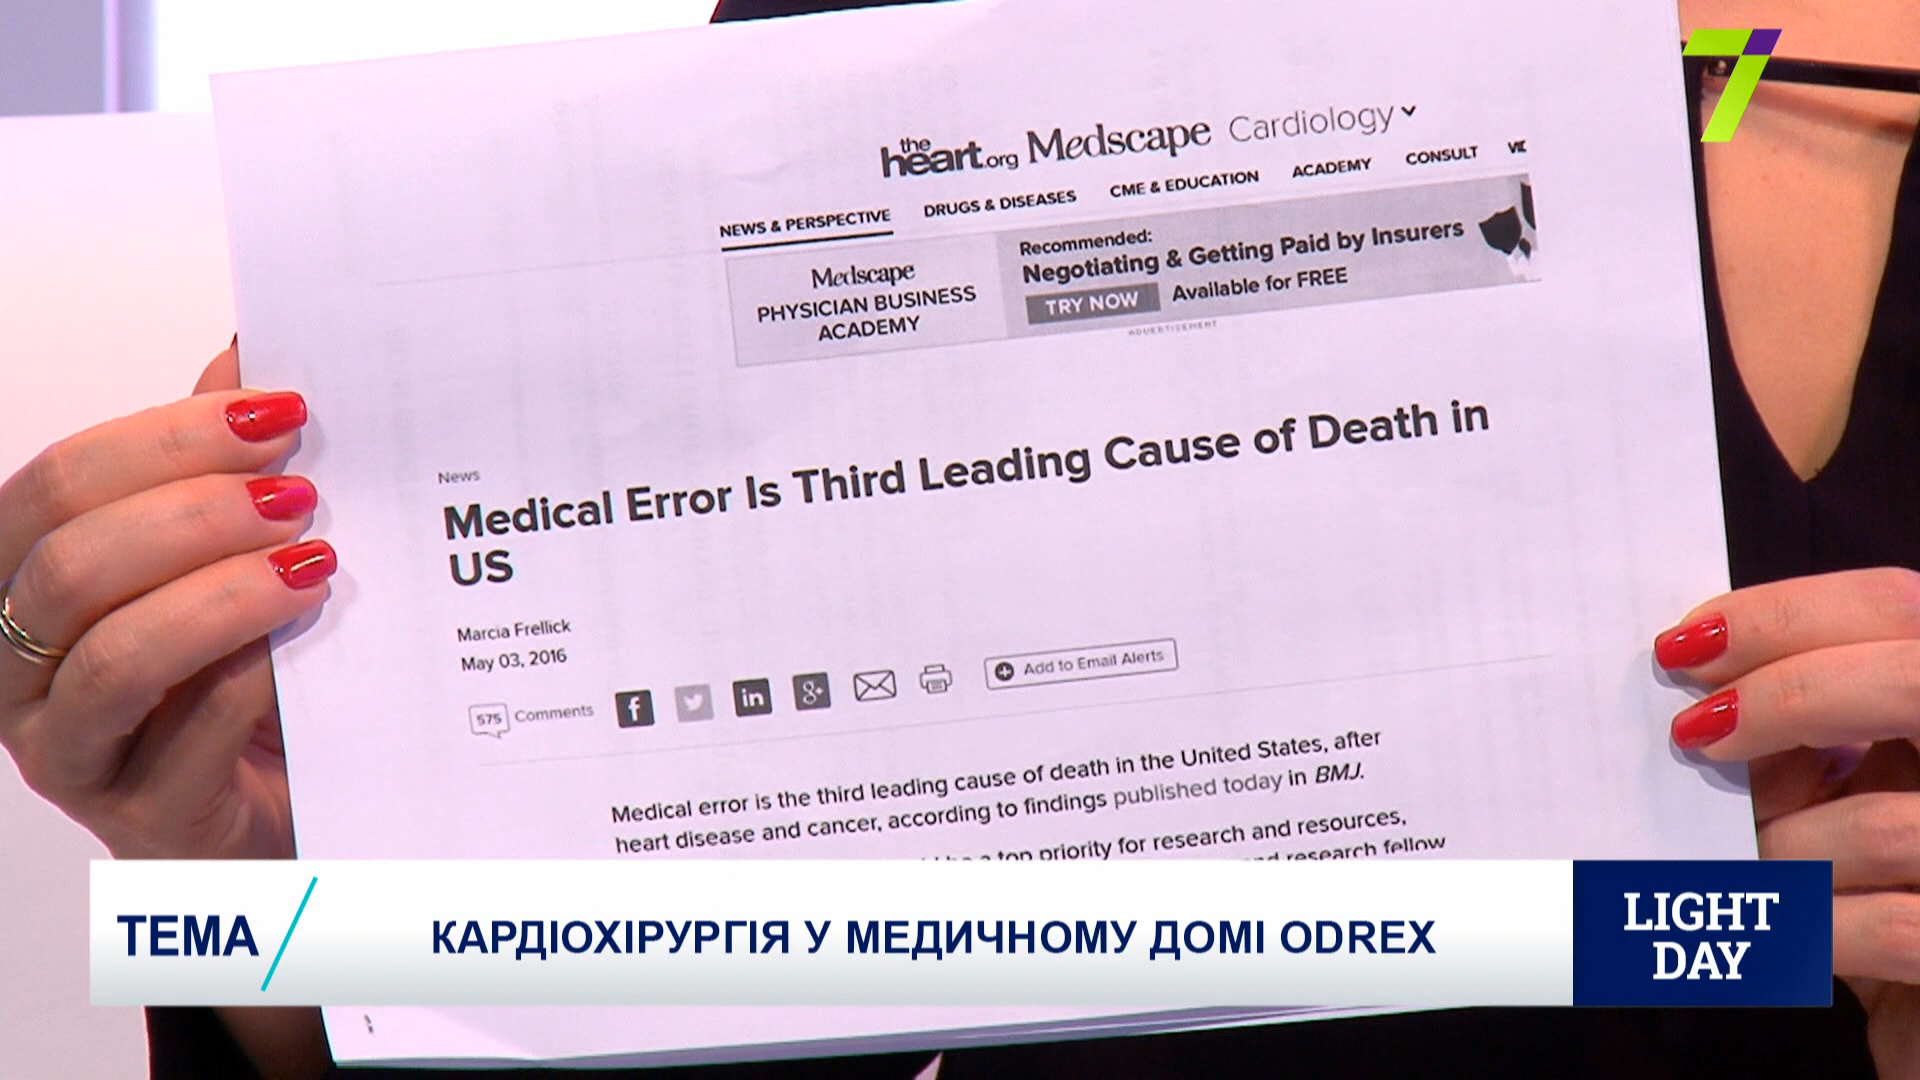 7
the
heart.org Medscape Cardiology
NEWS & PERSPECTIVE DRUGS & DISEASES CME & EDUCATION ACADEMY CONSULT
Medscape
PHYSICIAN BUSINESS
ACADEMY
Recommended:
Negotiating & Getting Paid by Insurers
TRY NOW Available for FREE
ADVERTISEMENT
News
Medical Error Is Third Leading Cause of Death in
US
Marcia Frellick
May 03, 2016
575 Comments f in g+ Add to Email Alerts
Medical error is the third leading cause of death in the United States, after
heart disease and cancer, according to findings published today in BMJ.
top priority for research and resources,
research fellow
ТЕМА
КАРДІОХІРУРГІЯ У МЕДИЧНОМУ ДОМІ ODREX
LIGHT
DAY